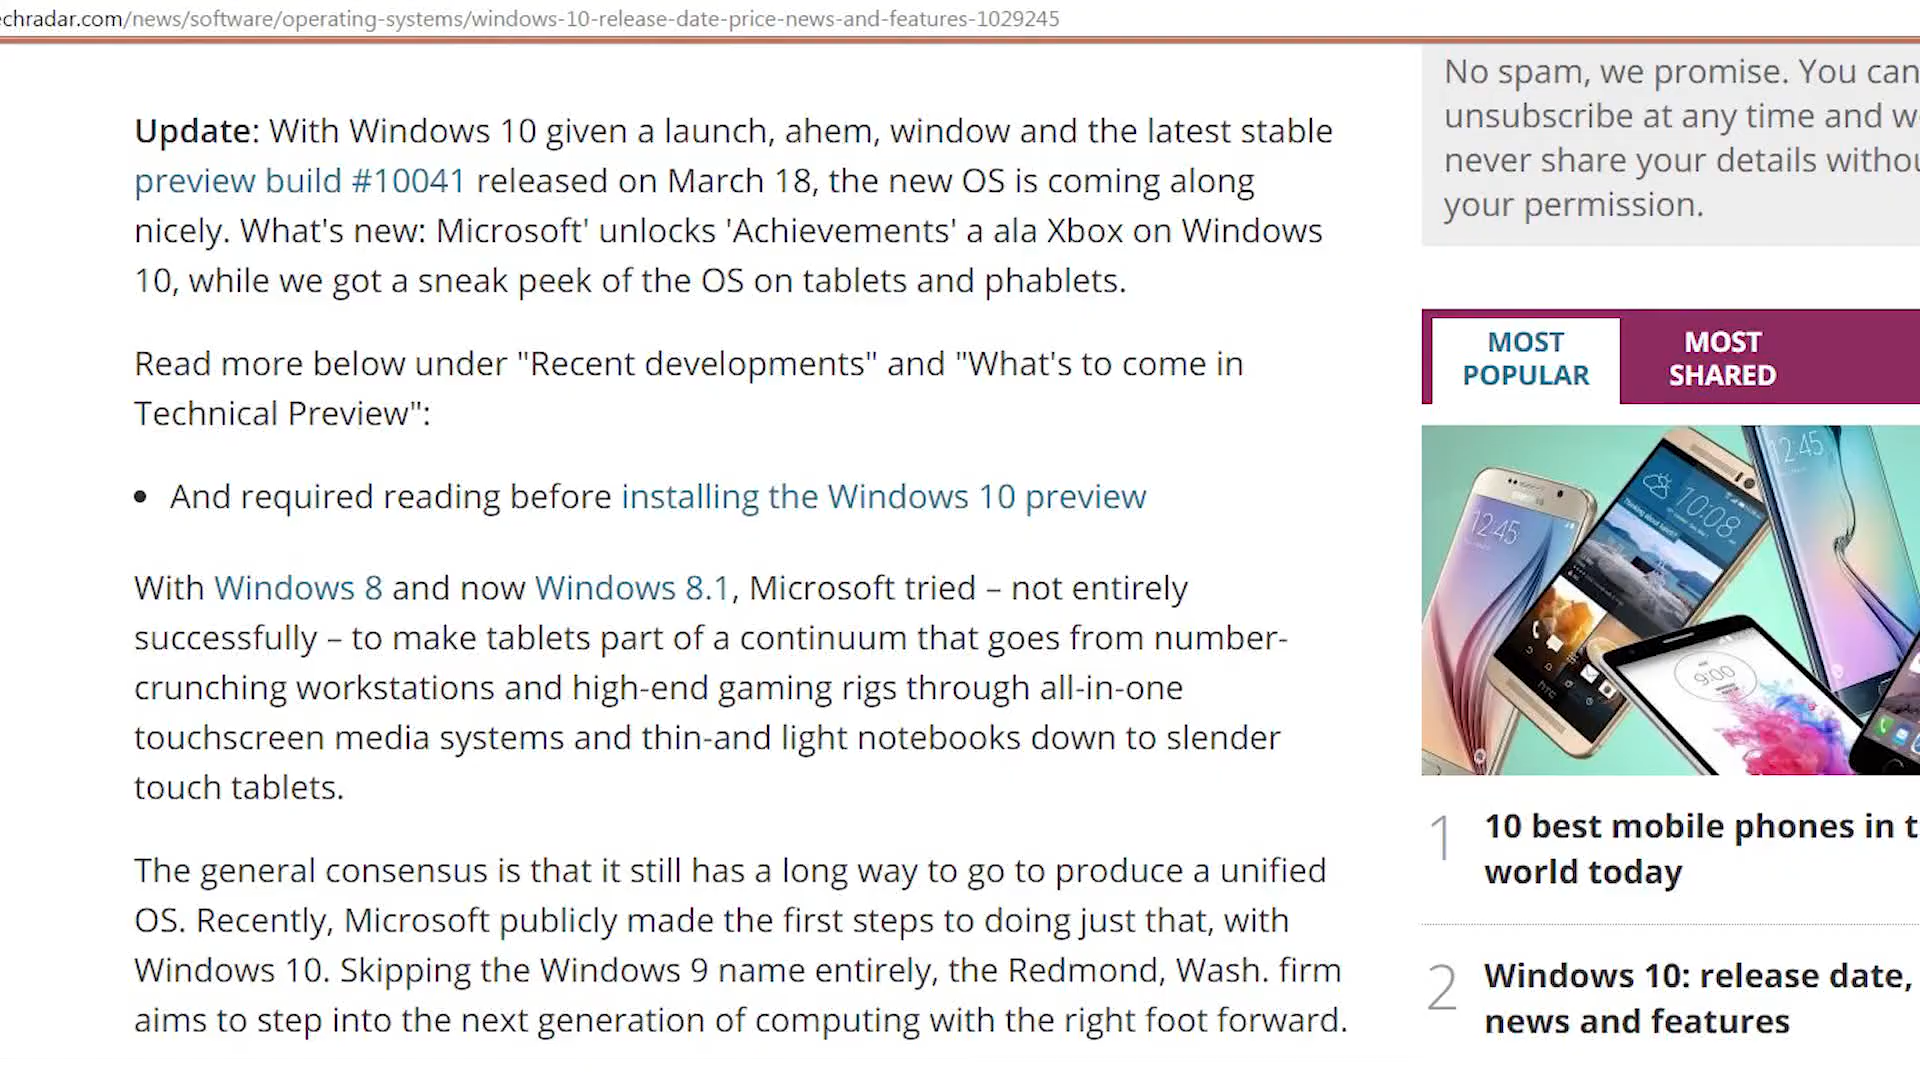 echradar.com/news/software/operating-systems/windows-10-release-date-price-news-and-features-1029245
Update: With Windows 10 given a launch, ahem, window and the latest stable
preview build #10041 released on March 18, the new OS is coming along
nicely. What's new: Microsoft' unlocks 'Achievements' a ala Xbox on Windows
10, while we got a sneak peek of the OS on tablets and phablets.
Read more below under "Recent developments" and "What's to come in
Technical Preview":
• And required reading before installing the Windows 10 preview
With Windows 8 and now Windows 8.1, Microsoft tried – not entirely
successfully – to make tablets part of a continuum that goes from number-
crunching workstations and high-end gaming rigs through all-in-one
touchscreen media systems and thin-and light notebooks down to slender
touch tablets.
The general consensus is that it still has a long way to go to produce a unified
OS. Recently, Microsoft publicly made the first steps to doing just that, with
Windows 10. Skipping the Windows 9 name entirely, the Redmond, Wash. firm
aims to step into the next generation of computing with the right foot forward.
No spam, we promise. You can
unsubscribe at any time and w
never share your details withou
your permission.
MOST
POPULAR
MOST
SHARED
12:45
10:08
12:45
9:00
hTC
1 10 best mobile phones in t
world today
2 Windows 10: release date,
news and features